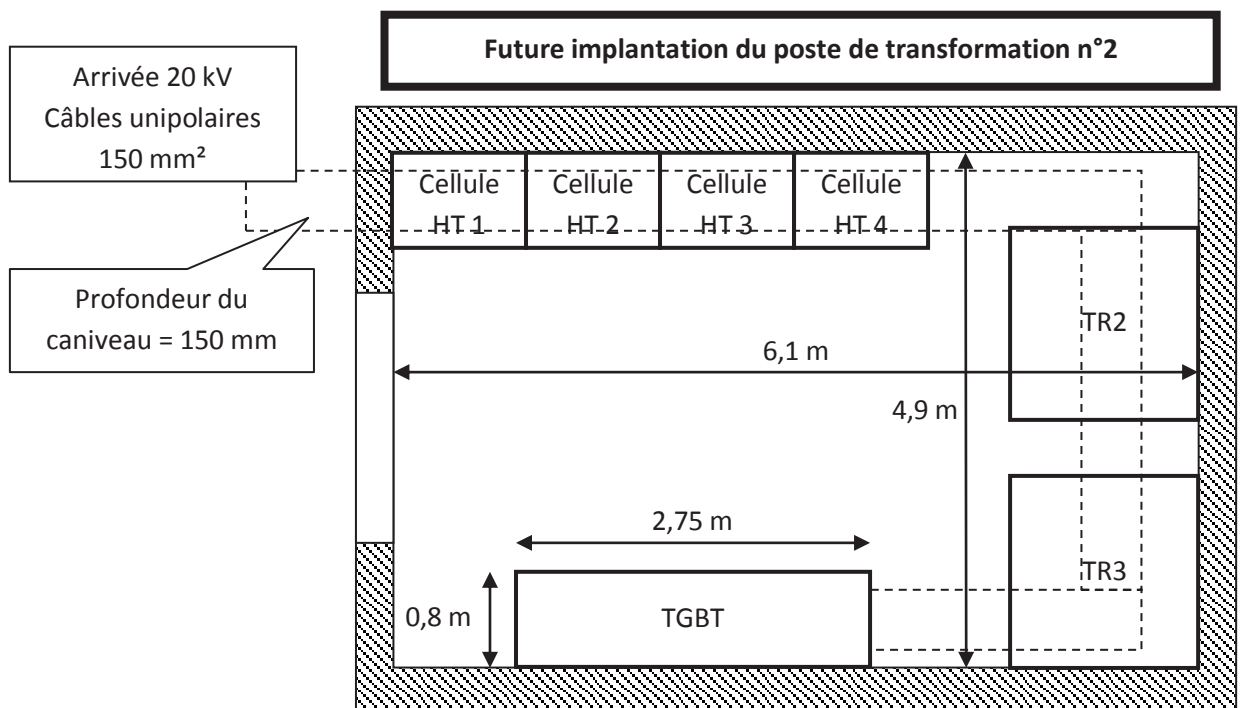 Future implantation du poste de transformation n°2
Arrivée 20 kV
Câbles unipolaires
150 mm²
Cellule
HT 1
Cellule
HT 2
Cellule
HT 3
Cellule
HT 4
Profondeur du
caniveau = 150 mm
TR2
6,1 m
4,9 m
2,75 m
TR3
0,8 m
TGBT